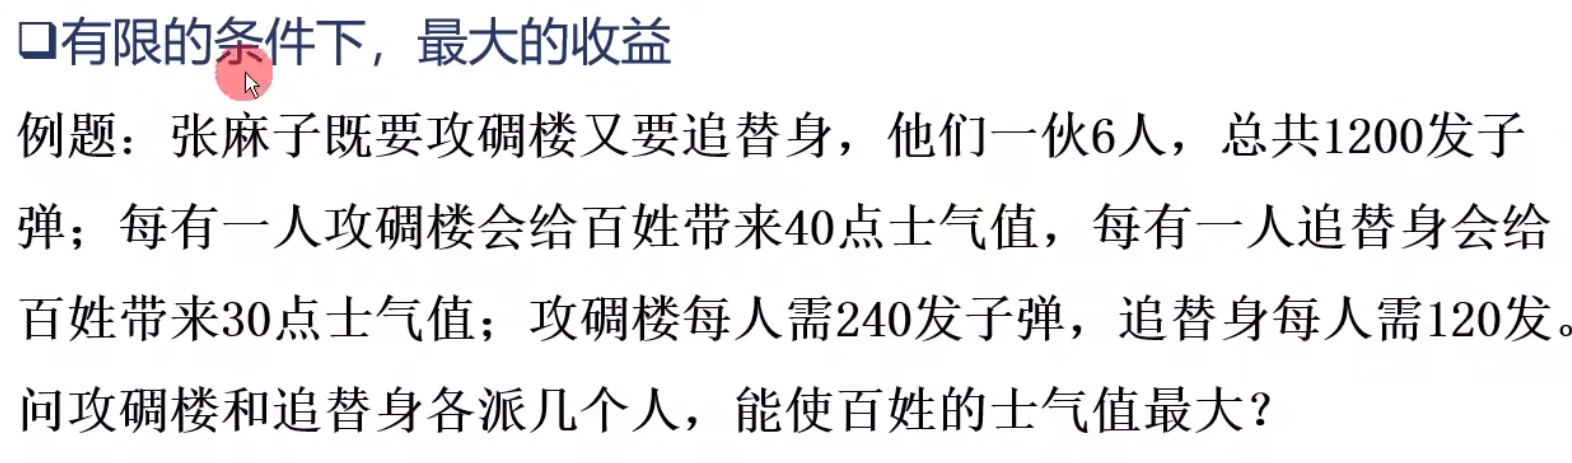 ❑有限的条件下，最大的收益
例题：张麻子既要攻碉楼又要追替身，他们一伙6人，总共1200发子
弹；每有一人攻碉楼会给百姓带来40点士气值，每有一人追替身会给
百姓带来30点士气值；攻碉楼每人需240发子弹，追替身每人需120发。
问攻碉楼和追替身各派几个人，能使百姓的士气值最大？